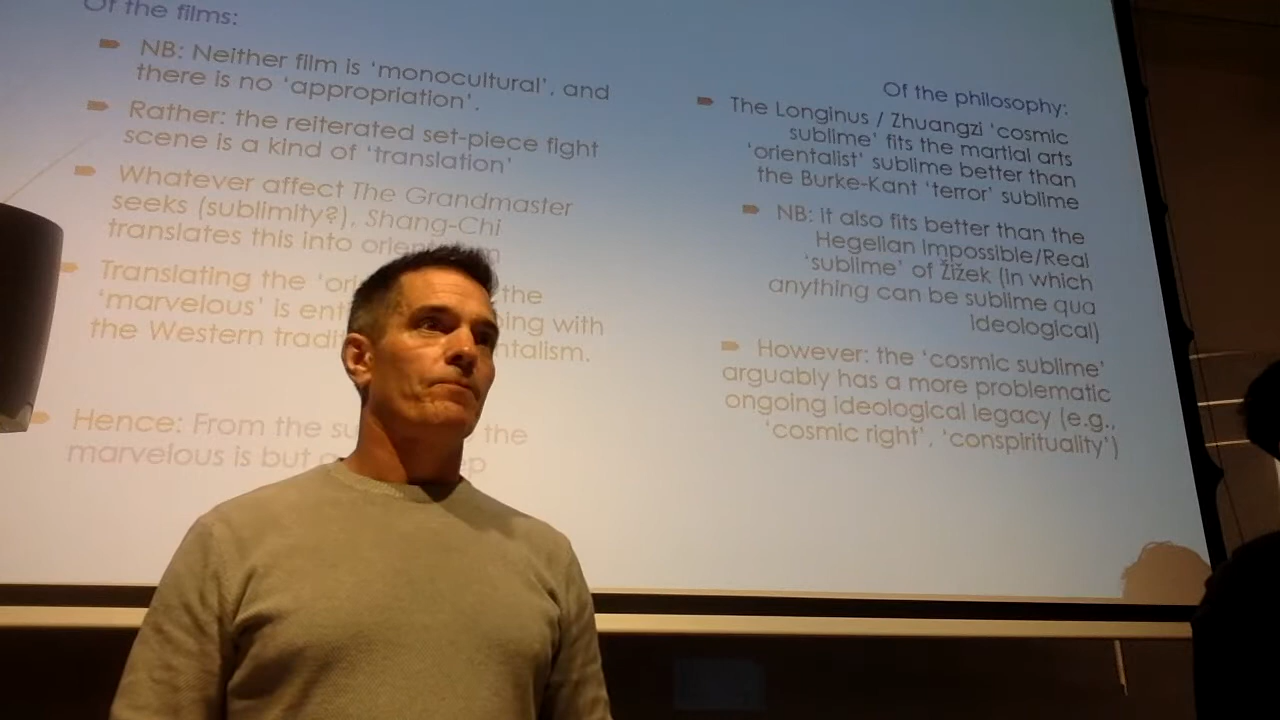 Of the films:
NB: Neither film is 'monocultural', and
there is no 'appropriation'.
Rather: the reiterated set-piece fight
scene is a kind of 'translation'
Whatever affect The Grandmaster
seeks (sublimity?), Shang-Chi
translates this into
Translating the the
'marvelous' is with
the Western
Hence: From the the
marvelous is but
Of the philosophy:
The Longinus / Zhuangzi 'cosmic
sublime' fits the martial arts
'orientalist' sublime better than
the Burke-Kant 'terror' sublime
NB: it also fits better than the
Hegelian Impossible/Real
'sublime' of Žižek (in which
anything can be sublime qua
ideological)
However: the 'cosmic sublime'
arguably has a more problematic
ongoing ideological legacy (e.g.,
'cosmic right', 'conspirituality')